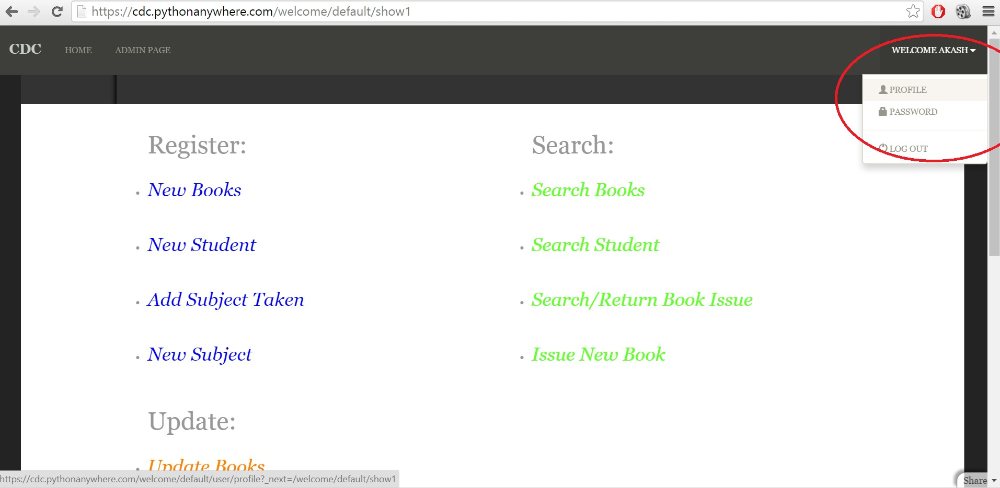 https://cdc.pythonanywhere.com/welcome/default/show1
CDC HOME ADMIN PAGE WELCOME AKASH
PROFILE
PASSWORD
LOG OUT
Register:
New Books
New Student
Add Subject Taken
New Subject
Search:
Search Books
Search Student
Search/Return Book Issue
Issue New Book
Update:
Update Books
https://cdc.pythonanywhere.com/welcome/default/user/profile?_next=/welcome/default/show1
Share